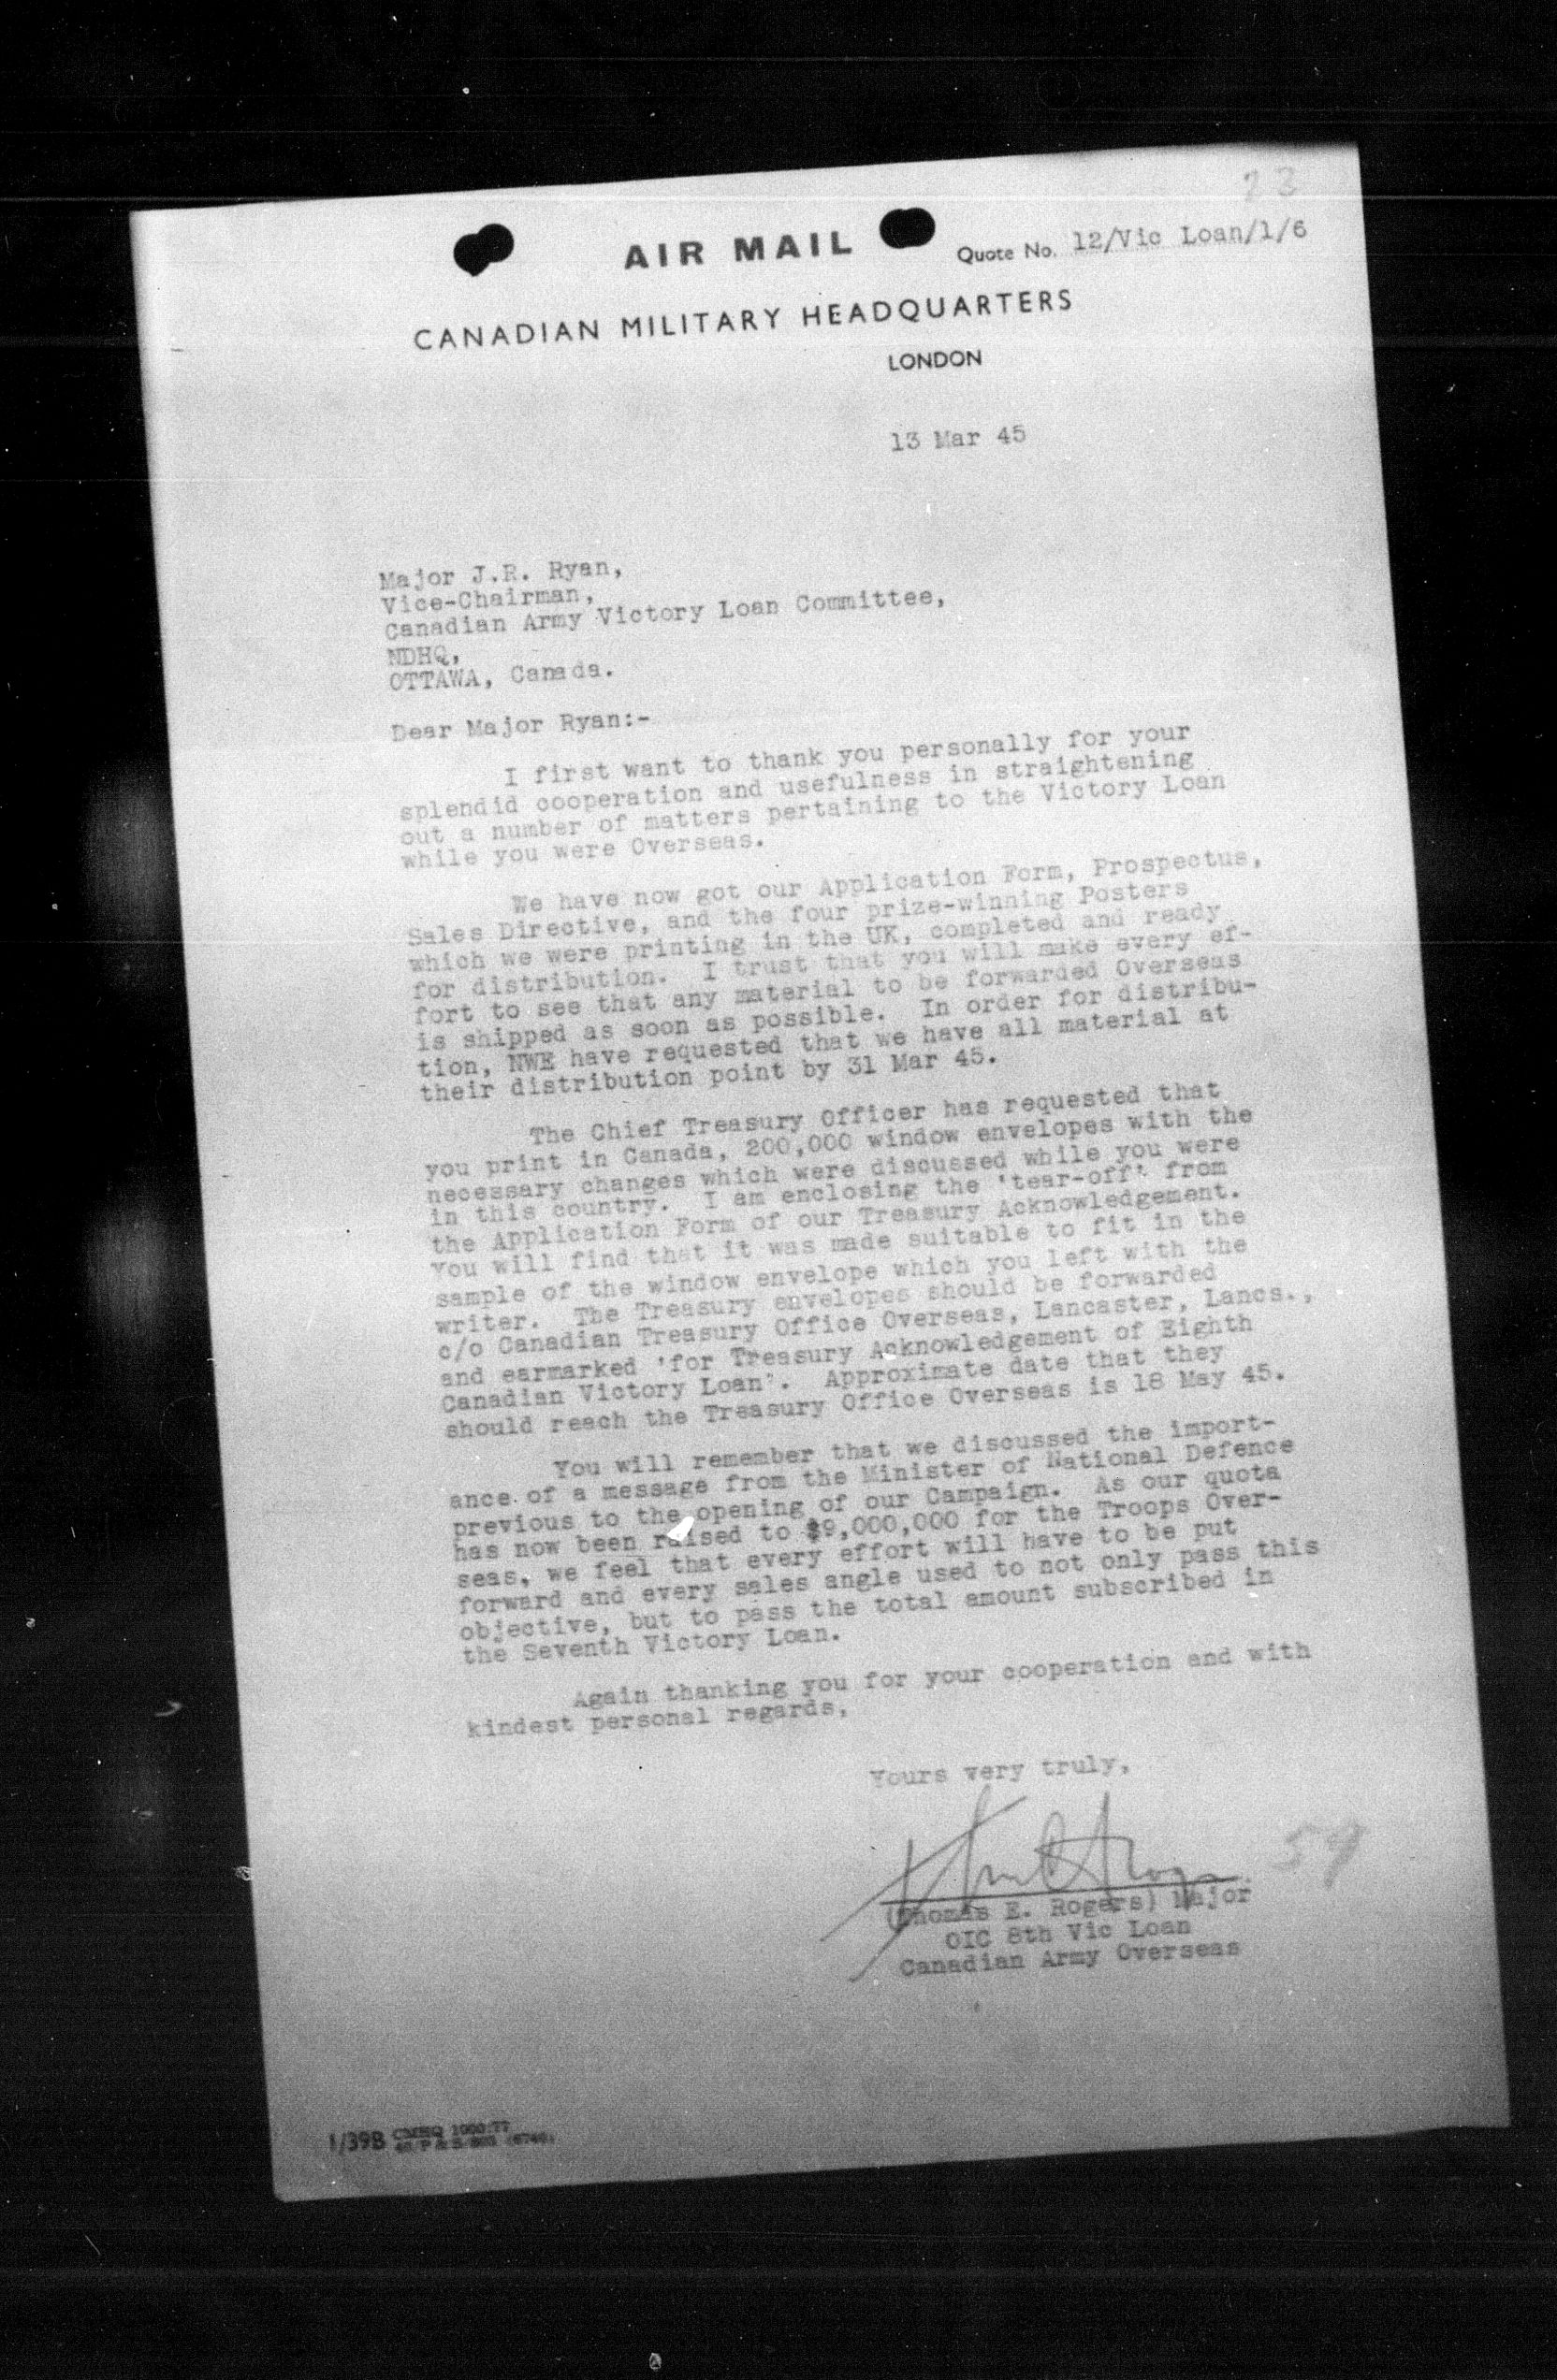 23
AIR MAIL
Quote No. 12/Vic Loan/1/6
CANADIAN MILITARY HEADQUARTERS
LONDON
13 Mar 45
Major J.R. Ryan,
Vice-Chairman,
Canadian Army Victory Loan Committee,
NDHQ,
OTTAWA, Canada.
Dear Major Ryan:-
I first want to thank you personally for your
splendid cooperation and usefulness in straightening
out a number of matters pertaining to the Victory Loan
while you were Overseas.
We have now got our Application Form, Prospectus,
Sales Directive, and the four prize-winning Posters
which we were printing in the UK, completed and ready
for distribution. I trust that you will make every ef-
fort to see that any material to be forwarded Overseas
is shipped as soon as possible. In order for distribu-
tion, NWE have requested that we have all material at
their distribution point by 31 Mar 45.
The Chief Treasury Officer has requested that
you print in Canada, 200,000 window envelopes with the
necessary changes which were discussed while you were
in this country. I am enclosing the 'tear-off' from
the Application Form of our Treasury Acknowledgement.
You will find that it was made suitable to fit in the
sample of the window envelope which you left with the
writer. The Treasury envelopes should be forwarded
c/o Canadian Treasury Office Overseas, Lancaster, Lancs.,
and earmarked 'for Treasury Acknowledgement of Eighth
Canadian Victory Loan'. Approximate date that they
should reach the Treasury Office Overseas is 18 May 45.
You will remember that we discussed the import-
ance of a message from the Minister of National Defence
previous to the opening of our Campaign. As our quota
has now been raised to $9,000,000 for the Troops Over-
seas, we feel that every effort will have to be put
forward and every sales angle used to not only pass this
objective, but to pass the total amount subscribed in
the Seventh Victory Loan.
Again thanking you for your cooperation and with
kindest personal regards,
Yours very truly,
59
(Thomas E. Rogers) Major
OIC 8th Vic Loan
Canadian Army Overseas
1/39B CMHQ